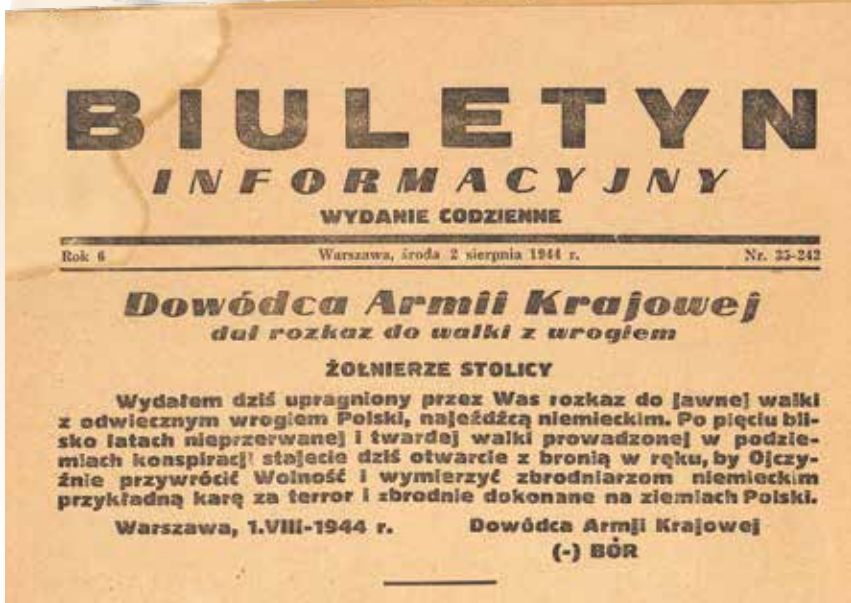 BIULETYN
INFORMACYJNY
WYDANIE CODZIENNE
Rok 6 Warszawa, środa 2 sierpnia 1944 r. Nr. 35-242
Dowódca Armii Krajowej
dał rozkaz do walki z wrogiem
ŻOŁNIERZE STOLICY
Wydałem dziś upragniony przez Was rozkaz do jawnej walki
z odwiecznym wrogiem Polski, najeźdźcą niemieckim. Po pięciu bli-
sko latach nieprzerwanej i twardej walki prowadzonej w podzie-
miach konspiracji stajecie dziś otwarcie z bronią w ręku, by Ojczy-
źnie przywrócić Wolność i wymierzyć zbrodniarzom niemieckim
przykładną karę za terror i zbrodnie dokonane na ziemiach Polski.
Warszawa, 1.VIII-1944 r. Dowódca Armji Krajowej
(-) BÓR